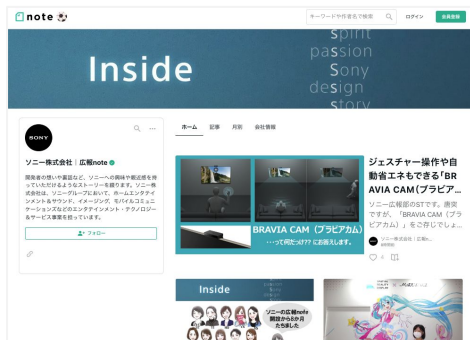 note
キーワードや作者名で検索
ログイン
会員登録
Inside
spirit
passion
Sony
design
story
SONY
ソニー株式会社｜広報note
開発者の想いや裏話など、ソニーへの興味や親近感を持
っていただけるようなストーリーを綴ります。ソニー株
式会社は、ソニーグループにおいて、ホームエンタテイ
ンメント＆サウンド、イメージング、モバイルコミュニ
ケーションズなどのエンタテインメント・テクノロジー
＆サービス事業を担っています。
フォロー
ホーム
記事
月別
会社情報
BRAVIA CAM（ブラビアカム）
・・・って何だっけ?? にお答えします。
ジェスチャー操作や自
動省エネもできる「BR
AVIA CAM（ブラビア...
ソニー広報部のSTです。唐突
ですが、「BRAVIA CAM（ブラ
ビアカム）」をご存じでしょ...
ソニー株式会社｜広報n...
4
Inside
ソニーの広報note
開設から8か月
たちました